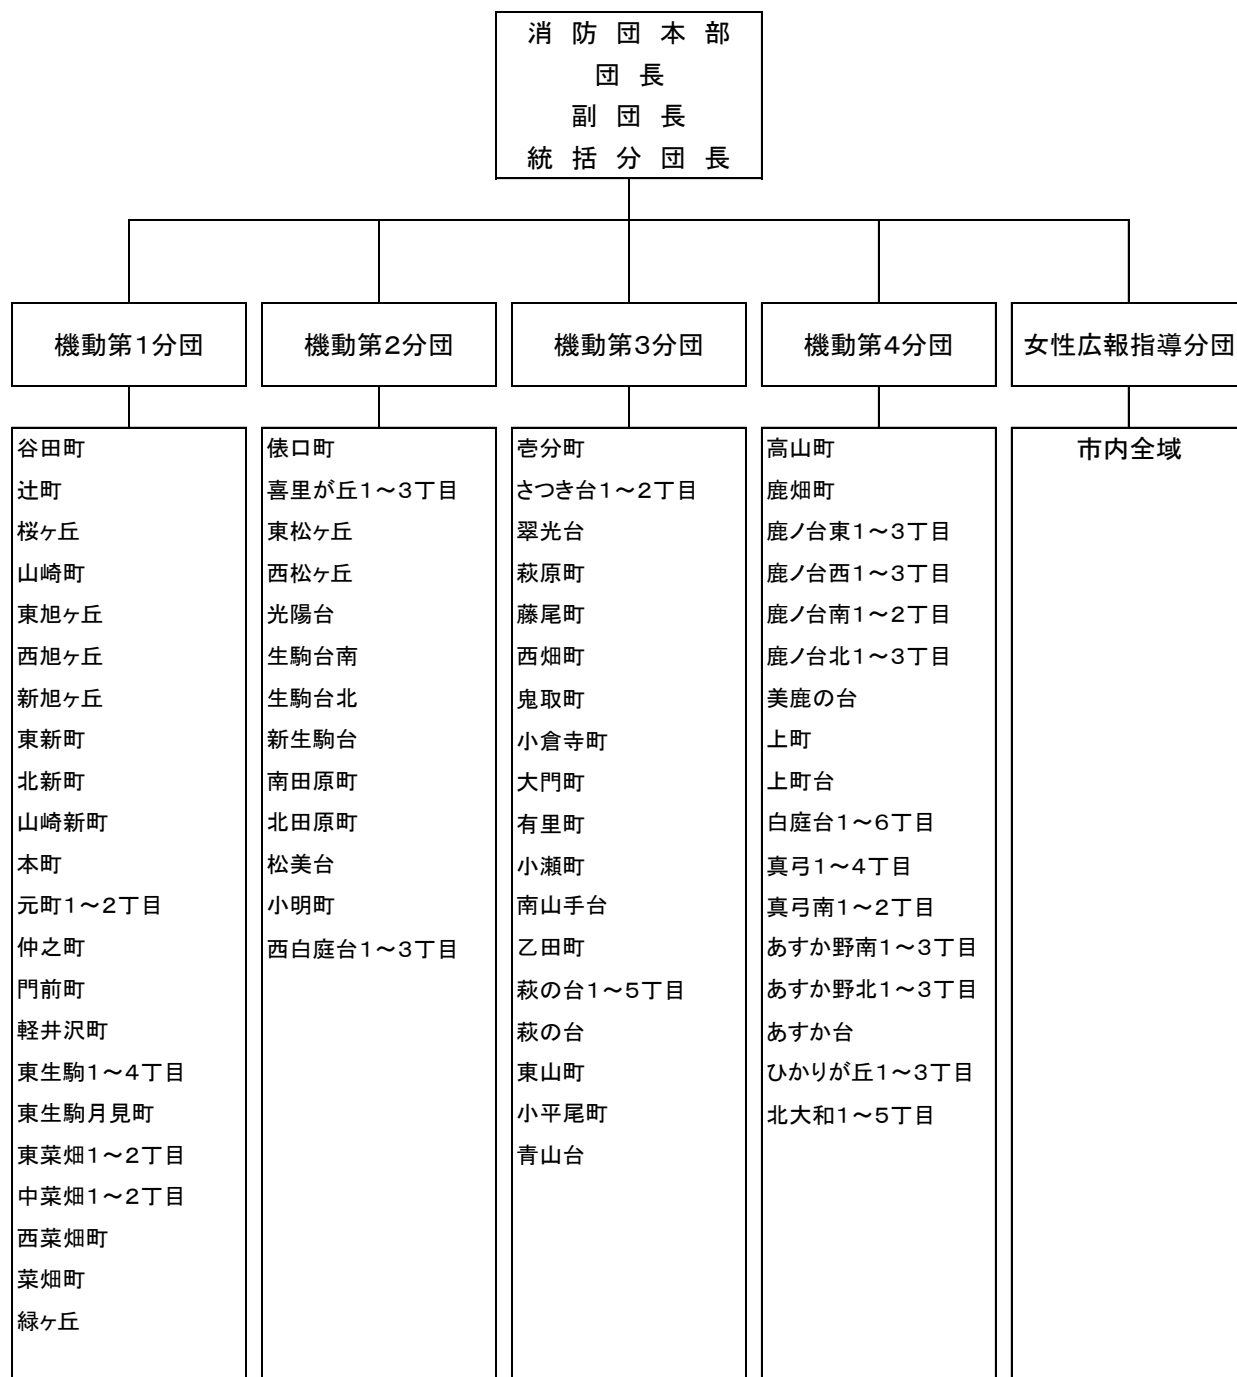 消防団本部
団長
副団長
統括分団長
機動第1分団
谷田町
辻町
桜ヶ丘
山崎町
東旭ヶ丘
西旭ヶ丘
新旭ヶ丘
東新町
北新町
山崎新町
本町
元町1～2丁目
仲之町
門前町
軽井沢町
東生駒1～4丁目
東生駒月見町
東菜畑1～2丁目
中菜畑1～2丁目
西菜畑町
菜畑町
緑ヶ丘
機動第2分団
俵口町
喜里が丘1～3丁目
東松ヶ丘
西松ヶ丘
光陽台
生駒台南
生駒台北
新生駒台
南田原町
北田原町
松美台
小明町
西白庭台1～3丁目
機動第3分団
壱分町
さつき台1～2丁目
翠光台
萩原町
藤尾町
西畑町
鬼取町
小倉寺町
大門町
有里町
小瀬町
南山手台
乙田町
萩の台1～5丁目
萩の台
東山町
小平尾町
青山台
機動第4分団
高山町
鹿畑町
鹿ノ台東1～3丁目
鹿ノ台西1～3丁目
鹿ノ台南1～2丁目
鹿ノ台北1～3丁目
美鹿の台
上町
上町台
白庭台1～6丁目
真弓1～4丁目
真弓南1～2丁目
あすか野南1～3丁目
あすか野北1～3丁目
あすか台
ひかりが丘1～3丁目
北大和1～5丁目
女性広報指導分団
市内全域